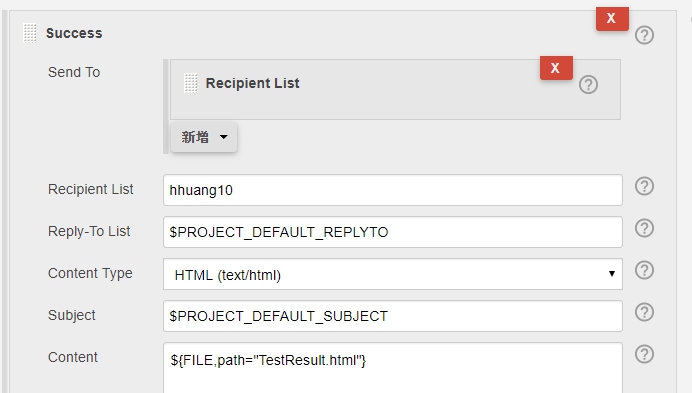 X
Success
Send To
X
Recipient List
新增
Recipient List
hhuang10
Reply-To List
$PROJECT_DEFAULT_REPLYTO
Content Type
HTML (text/html)
Subject
$PROJECT_DEFAULT_SUBJECT
Content
${FILE,path="TestResult.html"}